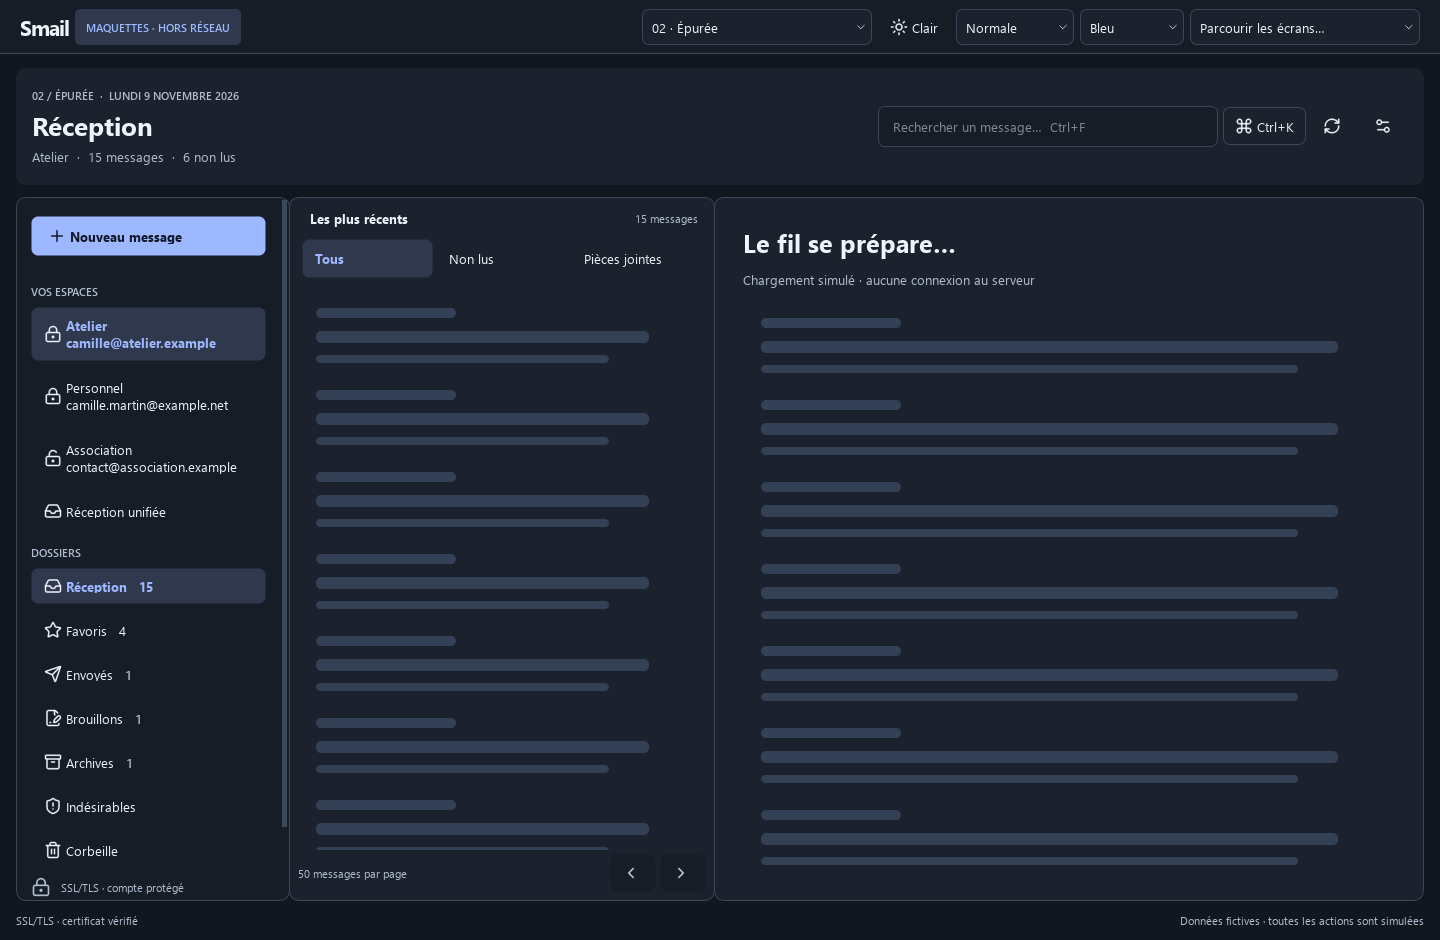 Smail
MAQUETTES · HORS RÉSEAU
02 · Épurée
Clair
Normale
Bleu
Parcourir les écrans...
02 / ÉPURÉE · LUNDI 9 NOVEMBRE 2026
Réception
Atelier · 15 messages · 6 non lus
Rechercher un message... Ctrl+F
Ctrl+K
Nouveau message
VOS ESPACES
Atelier
camille@atelier.example
Personnel
camille.martin@example.net
Association
contact@association.example
Réception unifiée
DOSSIERS
Réception 15
Favoris 4
Envoyés 1
Brouillons 1
Archives 1
Indésirables
Corbeille
SSL/TLS · compte protégé
Les plus récents
15 messages
Tous
Non lus
Pièces jointes
50 messages par page
Le fil se prépare...
Chargement simulé · aucune connexion au serveur
SSL/TLS · certificat vérifié
Données fictives · toutes les actions sont simulées